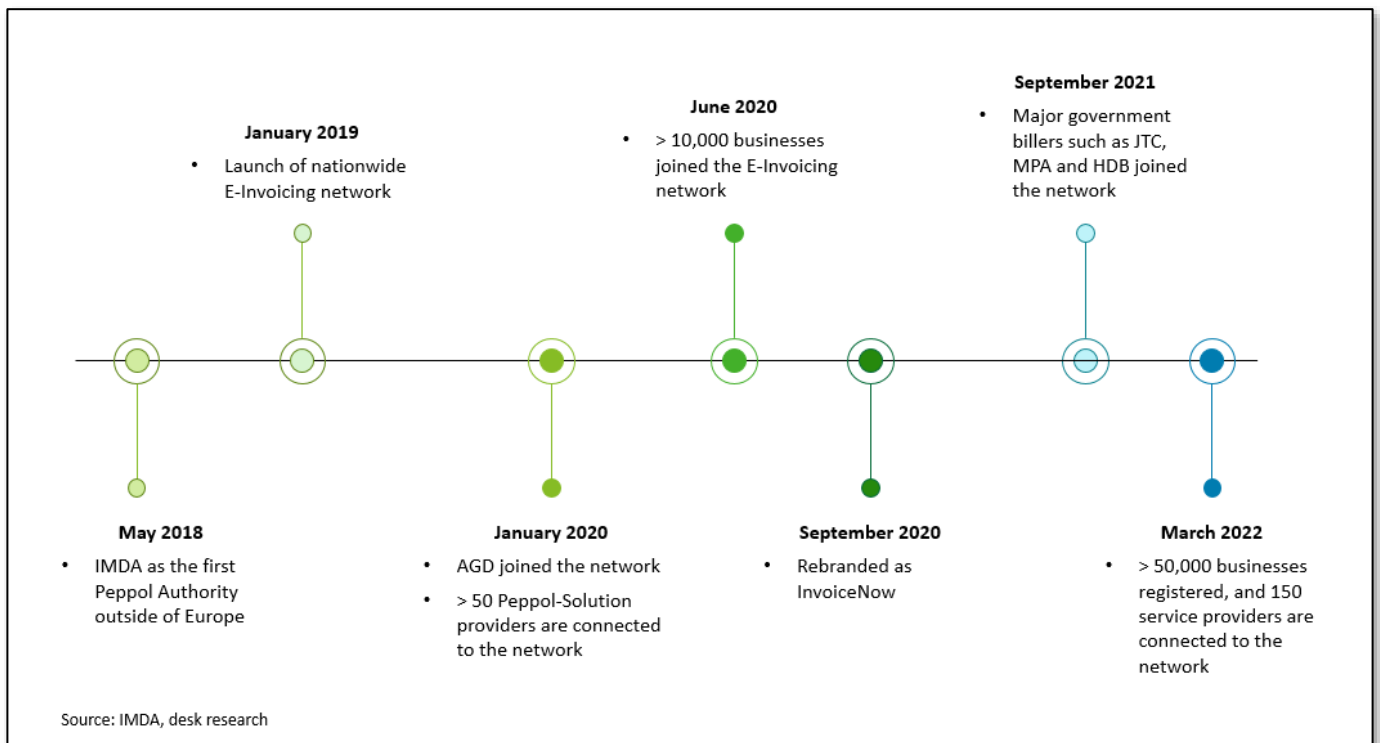 January 2019
• Launch of nationwide
E-Invoicing network
June 2020
• > 10,000 businesses
joined the E-Invoicing
network
September 2021
• Major government
billers such as JTC,
MPA and HDB joined
the network
May 2018
• IMDA as the first
Peppol Authority
outside of Europe
January 2020
• AGD joined the network
• > 50 Peppol-Solution
providers are connected
to the network
September 2020
• Rebranded as
InvoiceNow
March 2022
• > 50,000 businesses
registered, and 150
service providers are
connected to the
network
Source: IMDA, desk research